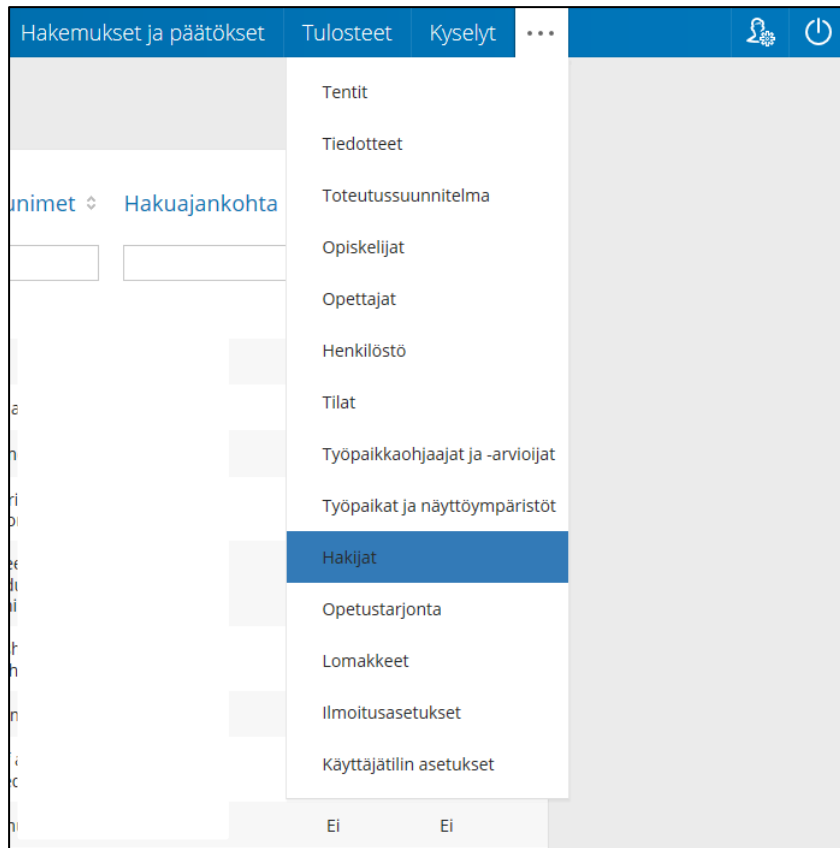 Hakemukset ja päätökset Tulosteet Kyselyt ...
Tentit
Tiedotteet
Toteutussuunnitelma
unimet Hakuajankohta
Opiskelijat
Opettajat
Henkilöstö
Tilat
Työpaikkaohjaajat ja -arvioijat
Työpaikat ja näyttöympäristöt
Hakijat
Opetustarjonta
Lomakkeet
Ilmoitusasetukset
Käyttäjätilin asetukset
Ei Ei